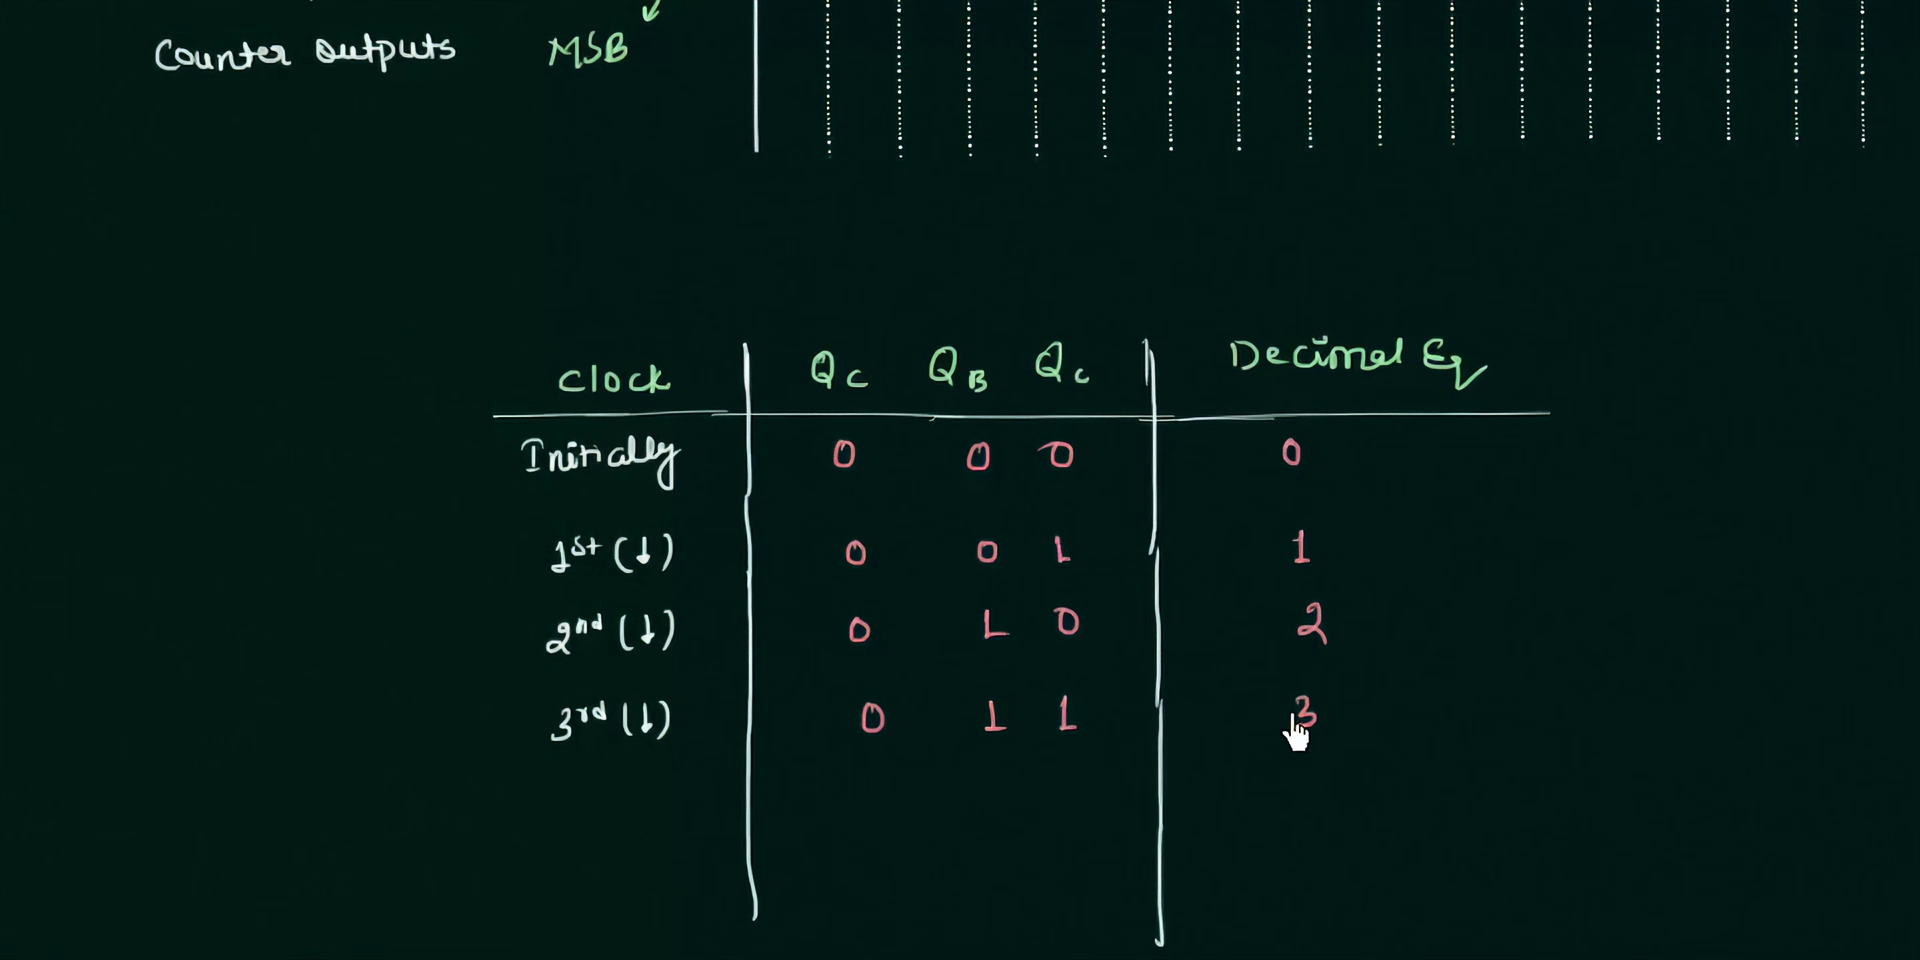 Counter Outputs MSB
Clock QC QB Qc Decimal Eq
Initially 0 0 0 0
1st (↓) 0 0 1 1
2nd (↓) 0 1 0 2
3rd (↓) 0 1 1 3